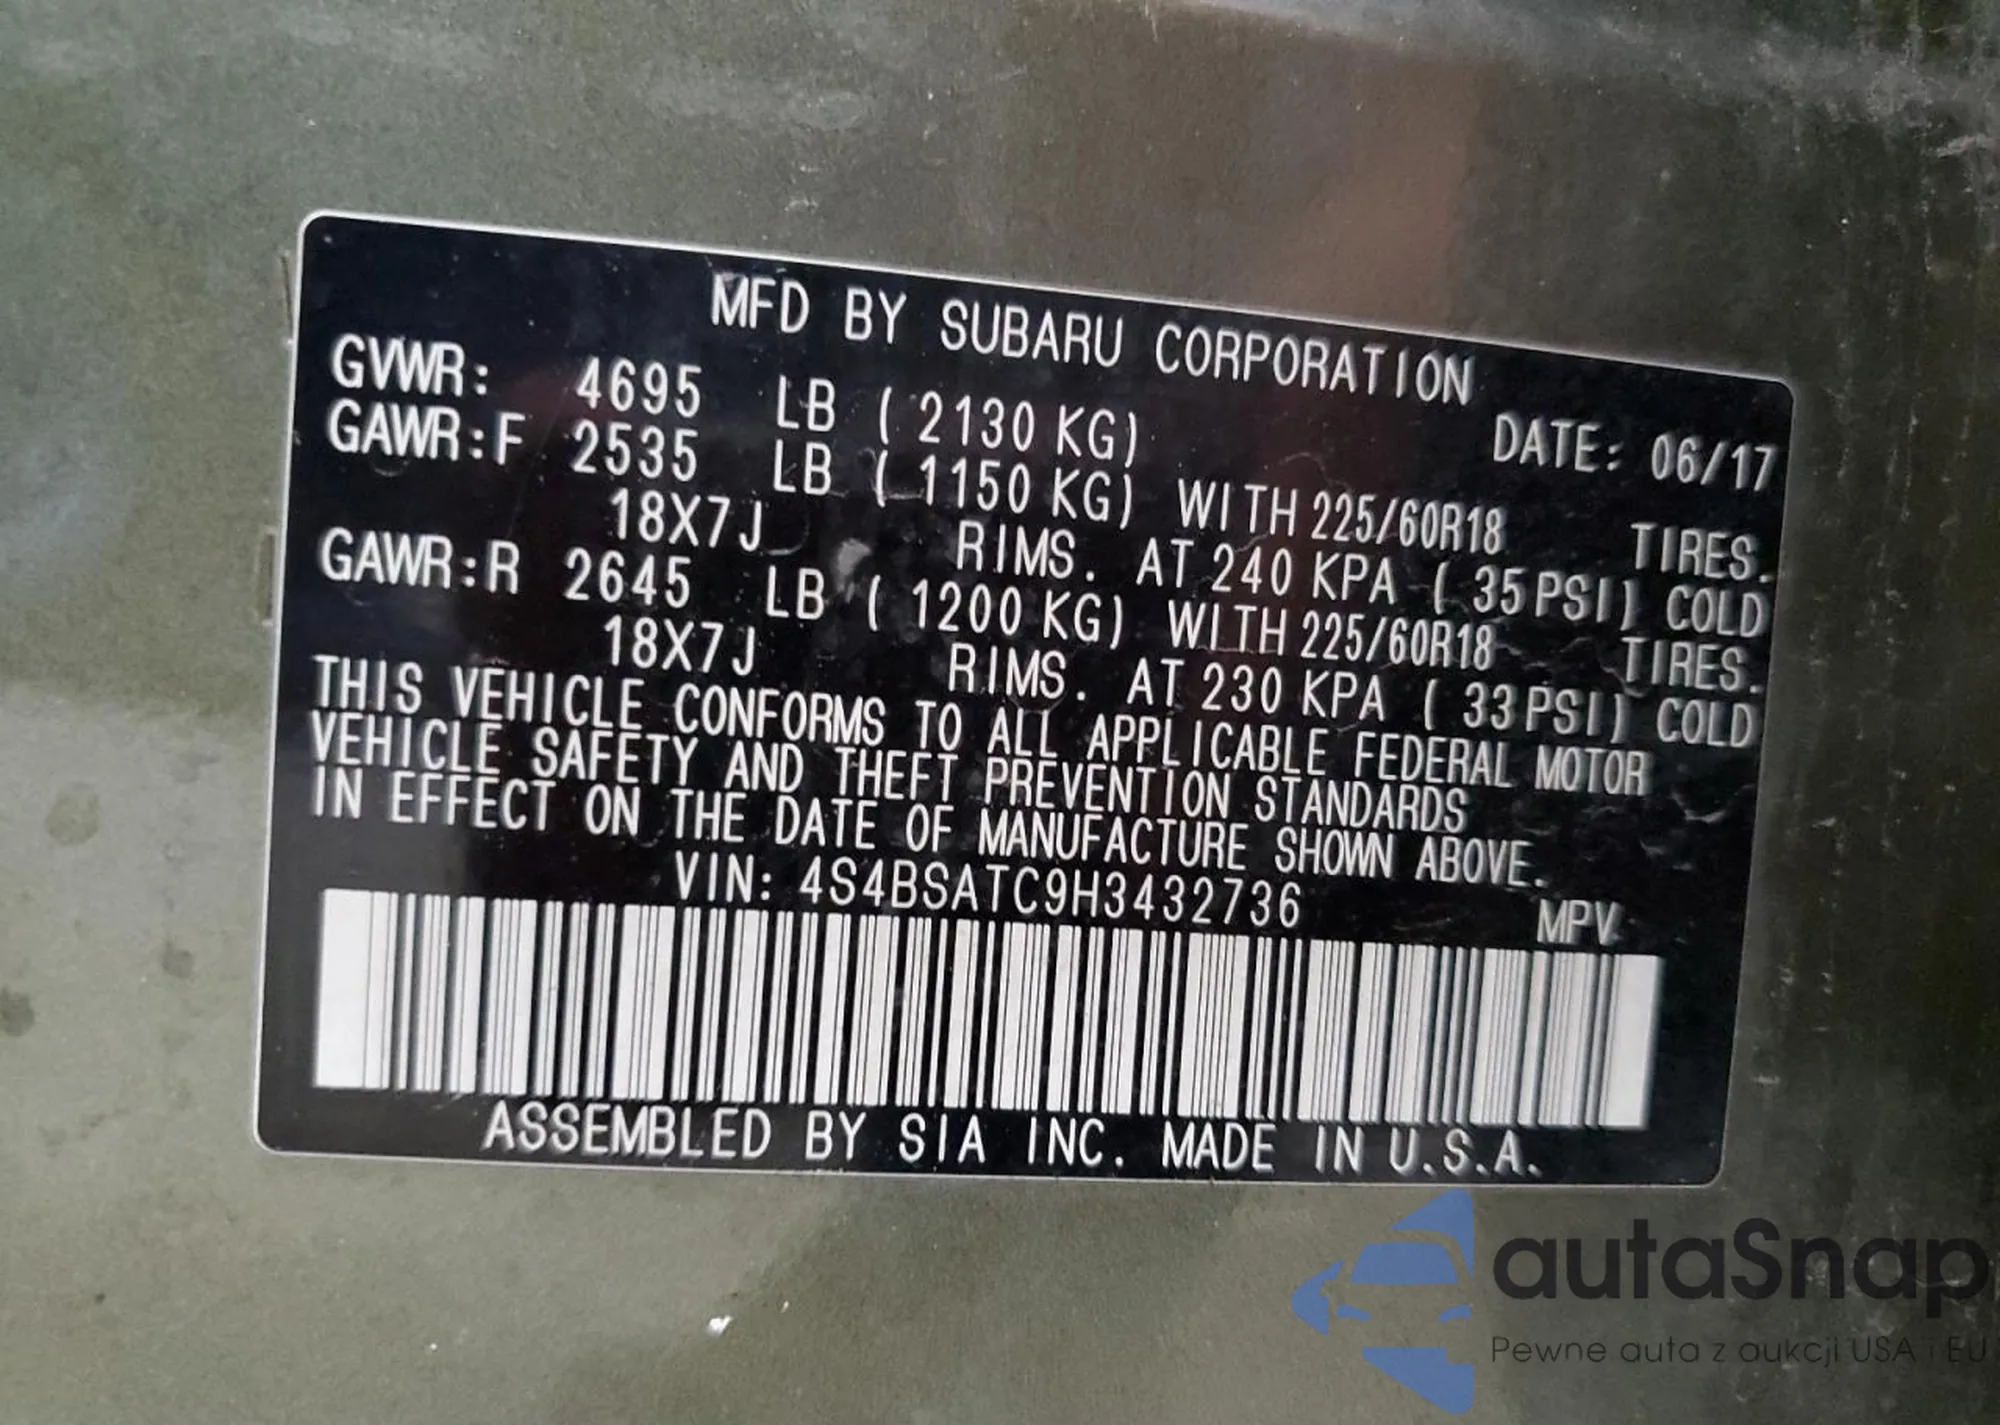 MFD BY SUBARU CORPORATION
GVWR: 4695 LB ( 2130 KG) DATE: 06/17
GAWR:F 2535 LB ( 1150 KG) WITH 225/60R18 TIRES.
18X7J RIMS. AT 240 KPA ( 35PSI) COLD
GAWR:R 2645 LB ( 1200 KG) WITH 225/60R18 TIRES.
18X7J RIMS. AT 230 KPA ( 33PSI) COLD
THIS VEHICLE CONFORMS TO ALL APPLICABLE FEDERAL MOTOR
VEHICLE SAFETY AND THEFT PREVENTION STANDARDS
IN EFFECT ON THE DATE OF MANUFACTURE SHOWN ABOVE.
VIN: 4S4BSATC9H3432736 MPV
ASSEMBLED BY SIA INC. MADE IN U.S.A.
autaSnap
Pewne auta z aukcji USA i EU